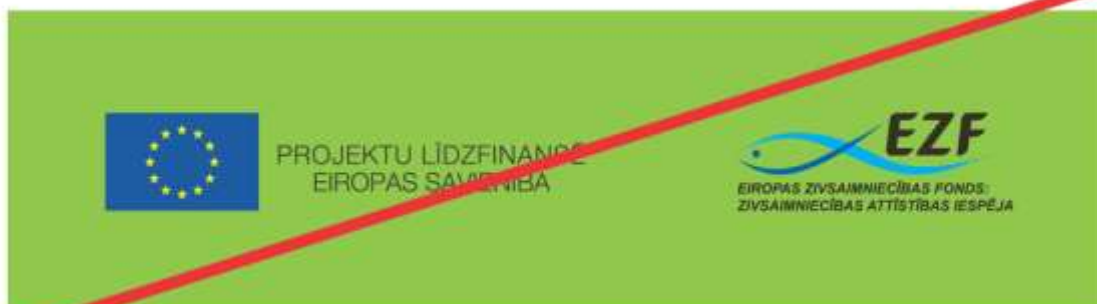 PROJEKTU LĪDZFINANSĒ
EIROPAS SAVIENĪBA
EZF
EIROPAS ZIVSAIMNIECĪBAS FONDS:
ZIVSAIMNIECĪBAS ATTĪSTĪBAS IESPĒJA